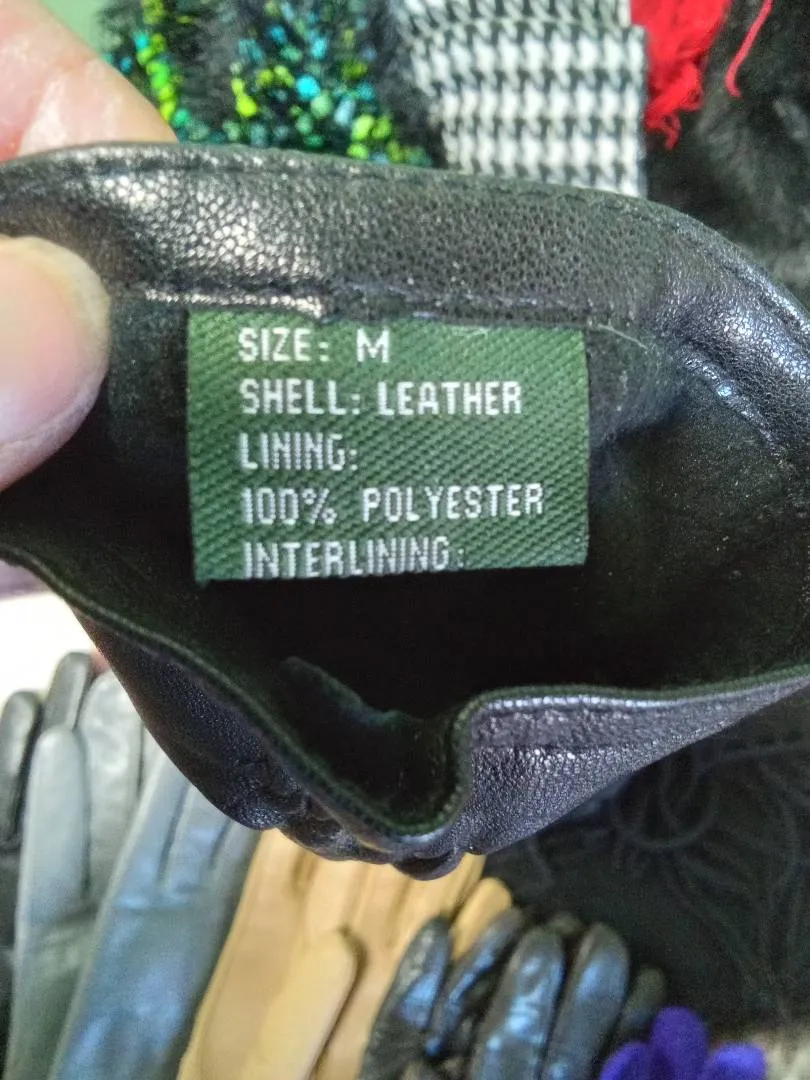 SIZE: M
SHELL: LEATHER
LINING:
100% POLYESTER
INTERLINING: